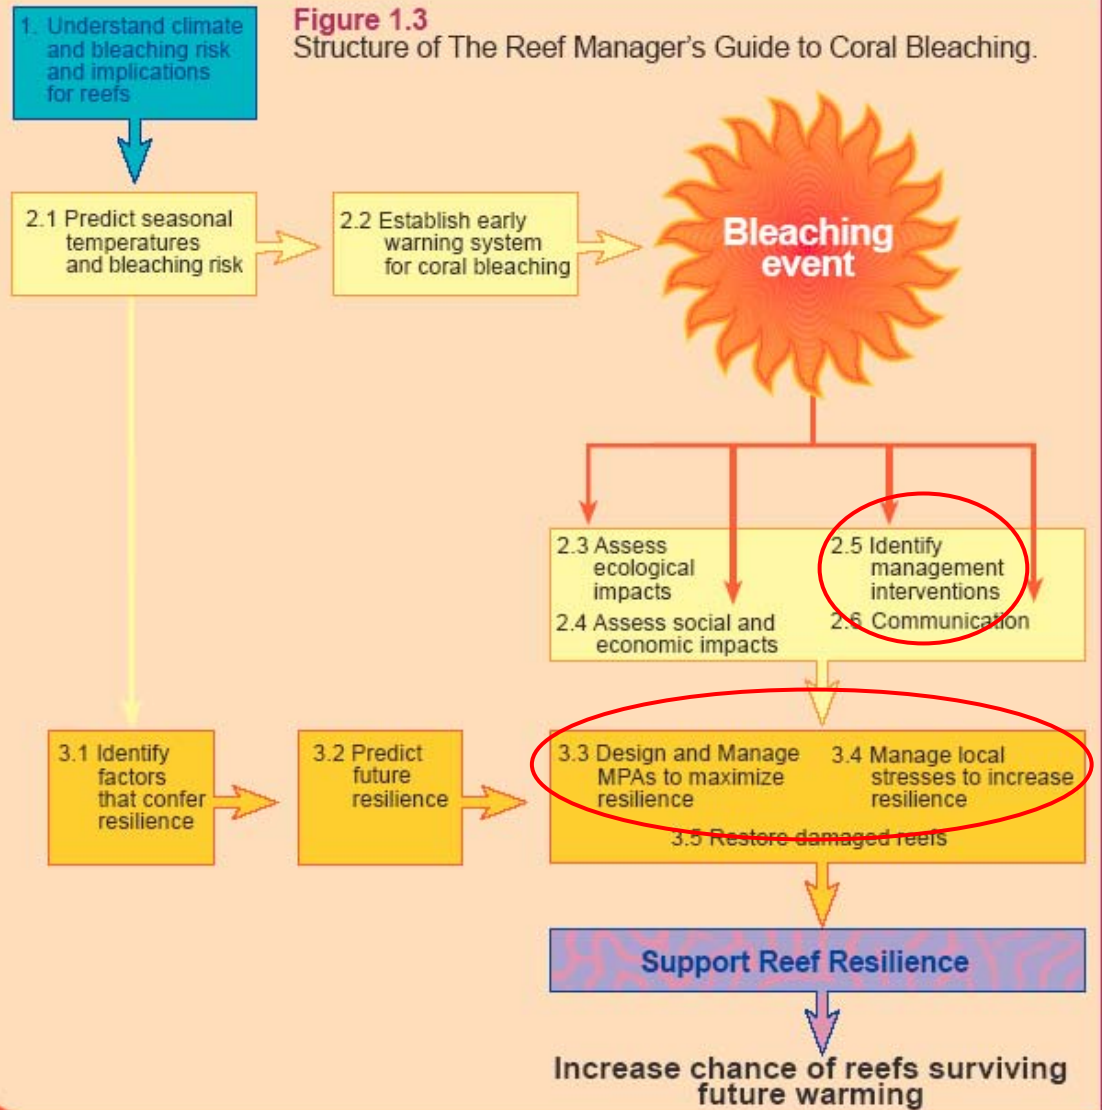 Figure 1.3
Structure of The Reef Manager's Guide to Coral Bleaching.
1. Understand climate
and bleaching risk
and implications
for reefs
2.1 Predict seasonal
temperatures
and bleaching risk
2.2 Establish early
warning system
for coral bleaching
Bleaching
event
2.3 Assess
ecological
impacts
2.4 Assess social and
economic impacts
2.5 Identify
management
interventions
2.6 Communication
3.1 Identify
factors
that confer
resilience
3.2 Predict
future
resilience
3.3 Design and Manage
MPAs to maximize
resilience
3.4 Manage local
stresses to increase
resilience
3.5 Restore damaged reefs
Support Reef Resilience
Increase chance of reefs surviving
future warming